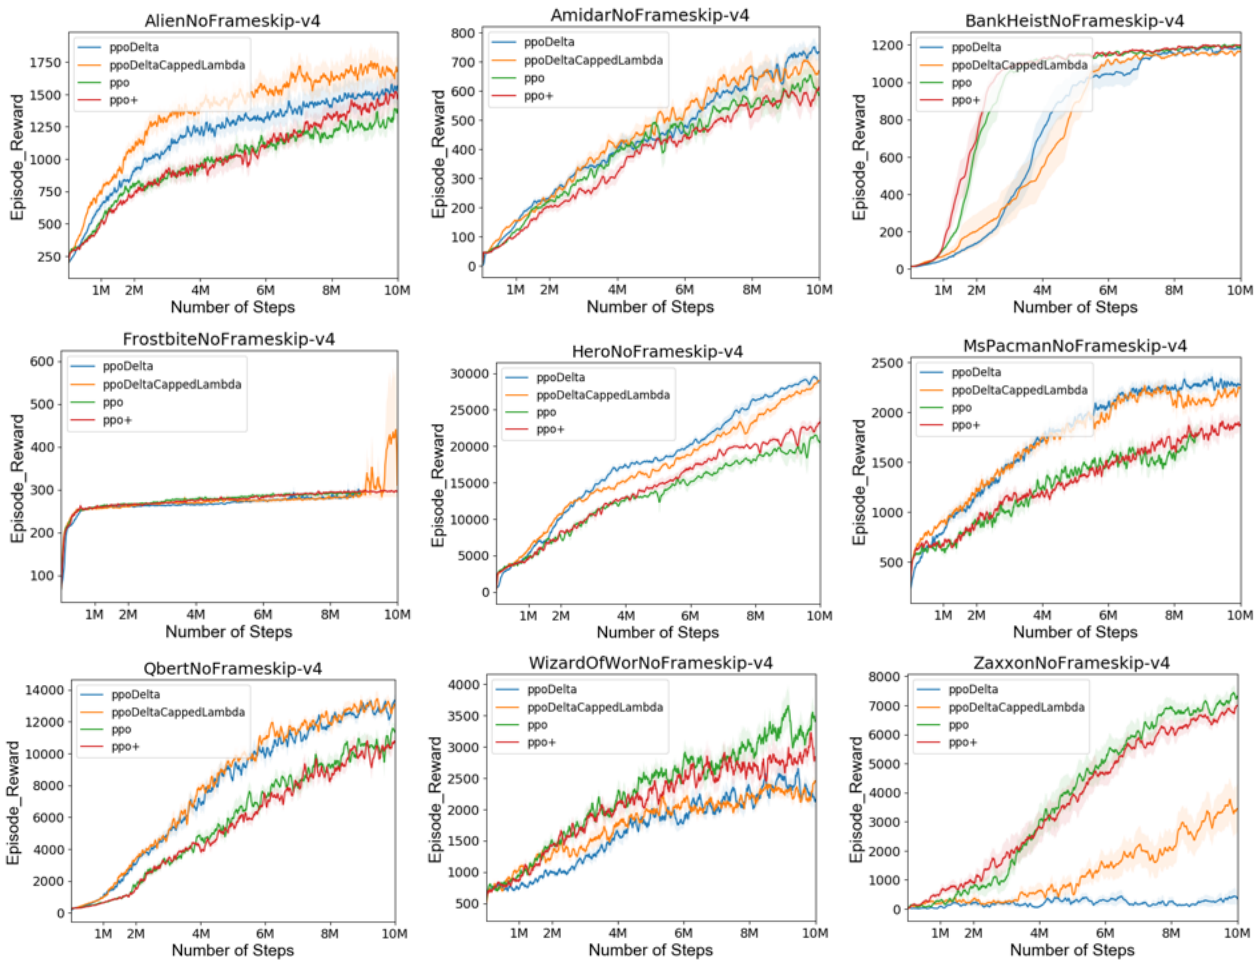 AlienNoFrameskip-v4
Episode_Reward
1750
1500
1250
1000
750
500
250
ppoDelta
ppoDeltaCappedLambda
ppo
ppo+
1M 2M 4M 6M 8M 10M
Number of Steps
AmidarNoFrameskip-v4
Episode_Reward
800
700
600
500
400
300
200
100
0
ppoDelta
ppoDeltaCappedLambda
ppo
ppo+
1M 2M 4M 6M 8M 10M
Number of Steps
BankHeistNoFrameskip-v4
Episode_Reward
1200
1000
800
600
400
200
0
ppoDelta
ppoDeltaCappedLambda
ppo
ppo+
1M 2M 4M 6M 8M 10M
Number of Steps
FrostbiteNoFrameskip-v4
Episode_Reward
600
500
400
300
200
100
ppoDelta
ppoDeltaCappedLambda
ppo
ppo+
1M 2M 4M 6M 8M 10M
Number of Steps
HeroNoFrameskip-v4
Episode_Reward
30000
25000
20000
15000
10000
5000
0
ppoDelta
ppoDeltaCappedLambda
ppo
ppo+
1M 2M 4M 6M 8M 10M
Number of Steps
MsPacmanNoFrameskip-v4
Episode_Reward
2500
2000
1500
1000
500
ppoDelta
ppoDeltaCappedLambda
ppo
ppo+
1M 2M 4M 6M 8M 10M
Number of Steps
QbertNoFrameskip-v4
Episode_Reward
14000
12000
10000
8000
6000
4000
2000
0
ppoDelta
ppoDeltaCappedLambda
ppo
ppo+
1M 2M 4M 6M 8M 10M
Number of Steps
WizardOfWorNoFrameskip-v4
Episode_Reward
4000
3500
3000
2500
2000
1500
1000
500
ppoDelta
ppoDeltaCappedLambda
ppo
ppo+
1M 2M 4M 6M 8M 10M
Number of Steps
ZaxxonNoFrameskip-v4
Episode_Reward
8000
7000
6000
5000
4000
3000
2000
1000
0
ppoDelta
ppoDeltaCappedLambda
ppo
ppo+
1M 2M 4M 6M 8M 10M
Number of Steps